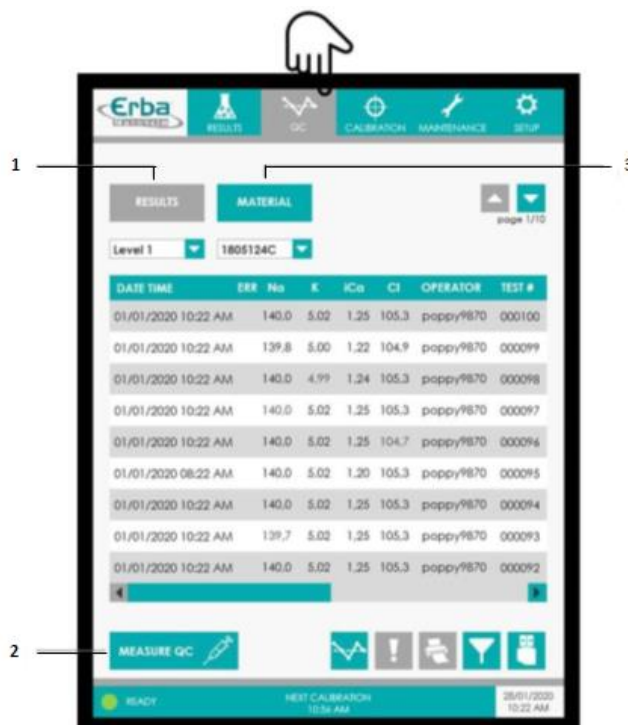 Erba
RESULTS QC CALIBRATION MAINTENANCE SETUP
1 3
RESULTS MATERIAL
page 1/10
Level 1 1805124C
DATE TIME ERR Na K iCa Cl OPERATOR TEST #
01/01/2020 10:22 AM 140.0 5.02 1.25 105.3 poppy9870 000100
01/01/2020 10:22 AM 139.8 5.00 1.22 104.9 poppy9870 000099
01/01/2020 10:22 AM 140.0 4.99 1.24 105.3 poppy9870 000098
01/01/2020 10:22 AM 140.0 5.02 1.25 105.3 poppy9870 000097
01/01/2020 10:22 AM 140.0 5.02 1.25 104.7 poppy9870 000096
01/01/2020 08:22 AM 140.0 5.02 1.20 105.3 poppy9870 000095
01/01/2020 10:22 AM 140.0 5.02 1.25 105.3 poppy9870 000094
01/01/2020 10:22 AM 139.7 5.02 1.25 105.3 poppy9870 000093
01/01/2020 10:22 AM 140.0 5.02 1.25 105.3 poppy9870 000092
2 MEASURE QC
READY NEXT CALIBRATION 28/01/2020
10:56 AM 10:22 AM